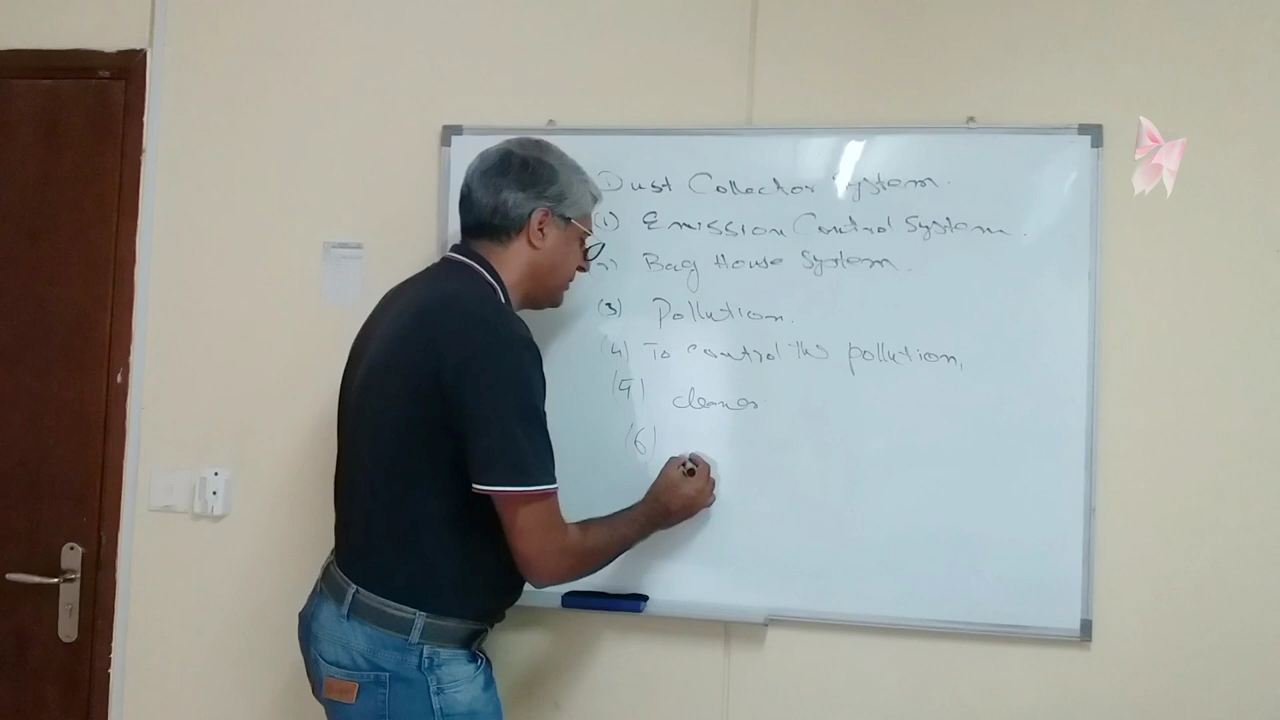 Dust Collector System.
(1) Emission Control System.
Bag House System.
(3) Pollution.
(4) To control the pollution,
(5) cleaner
(6)